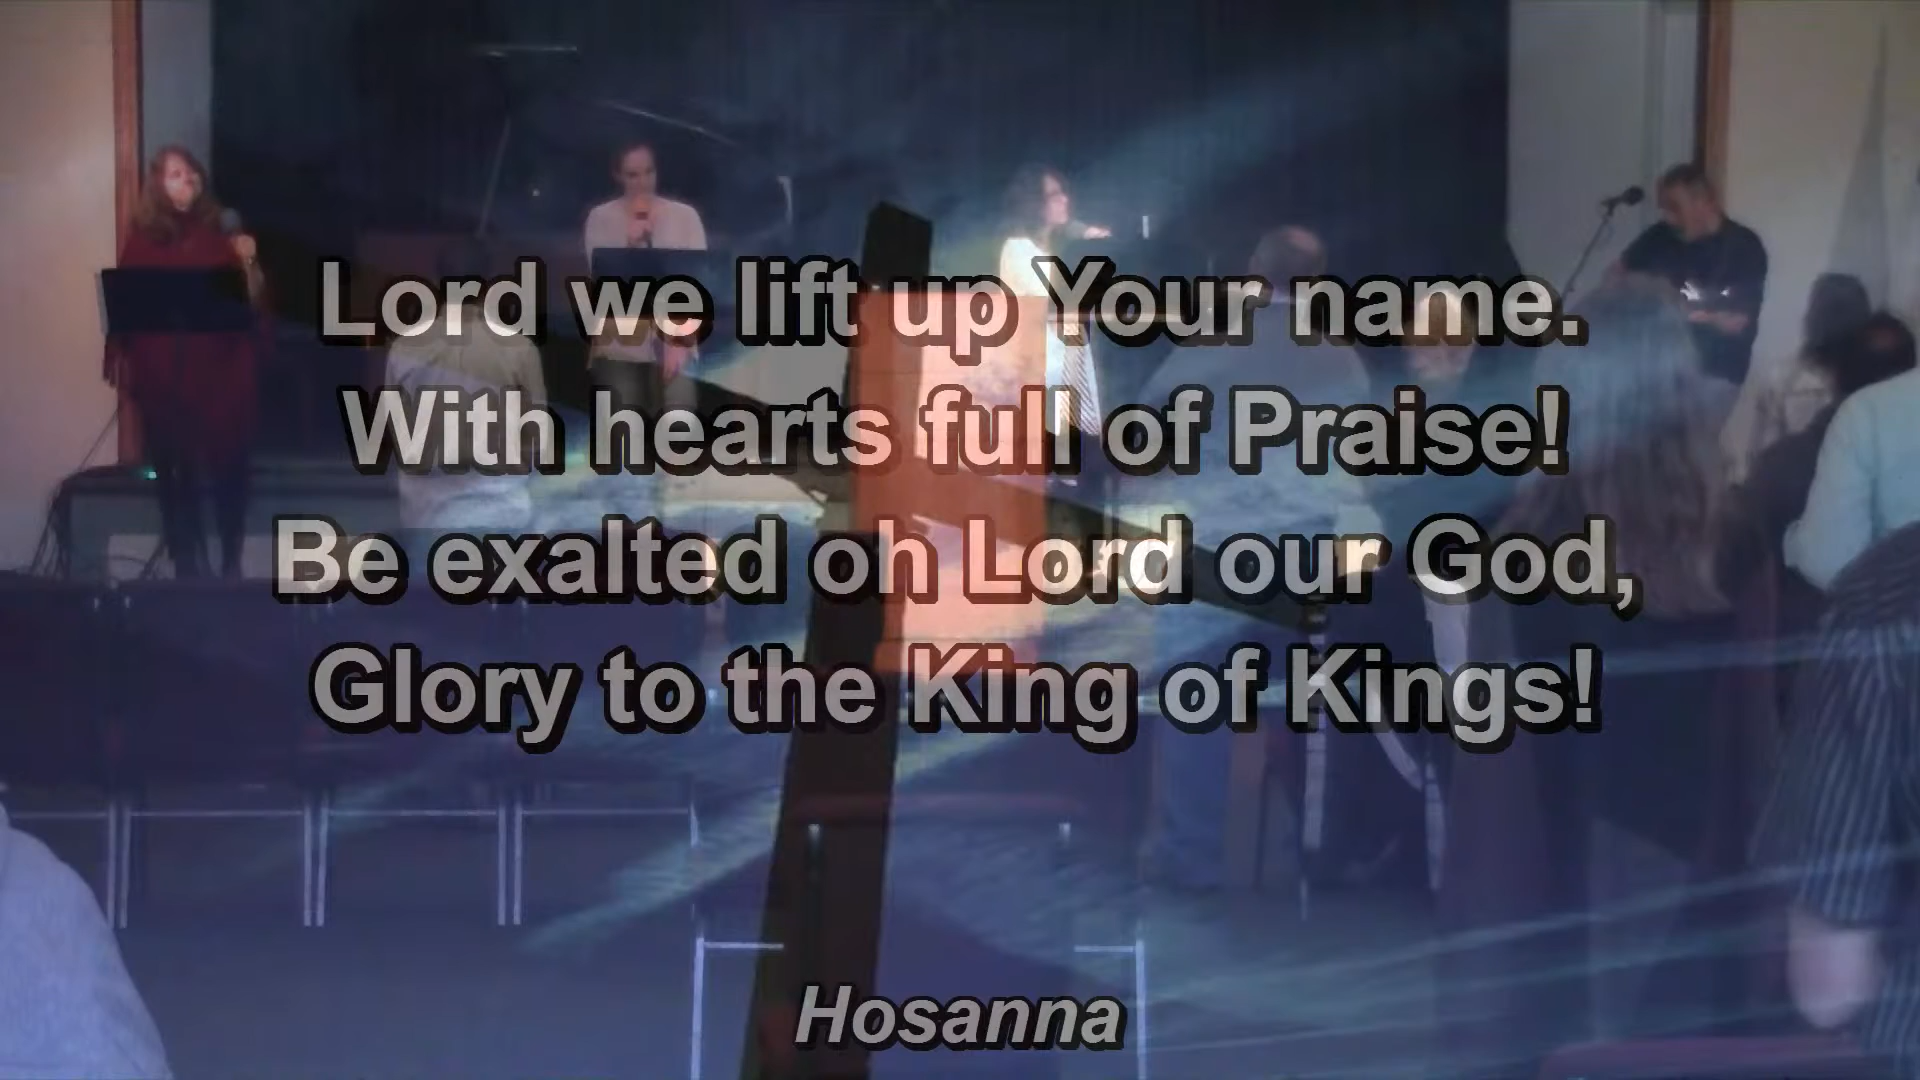 Lord we lift up Your name.
With hearts full of Praise!
Be exalted oh Lord our God,
Glory to the King of Kings!
Hosanna